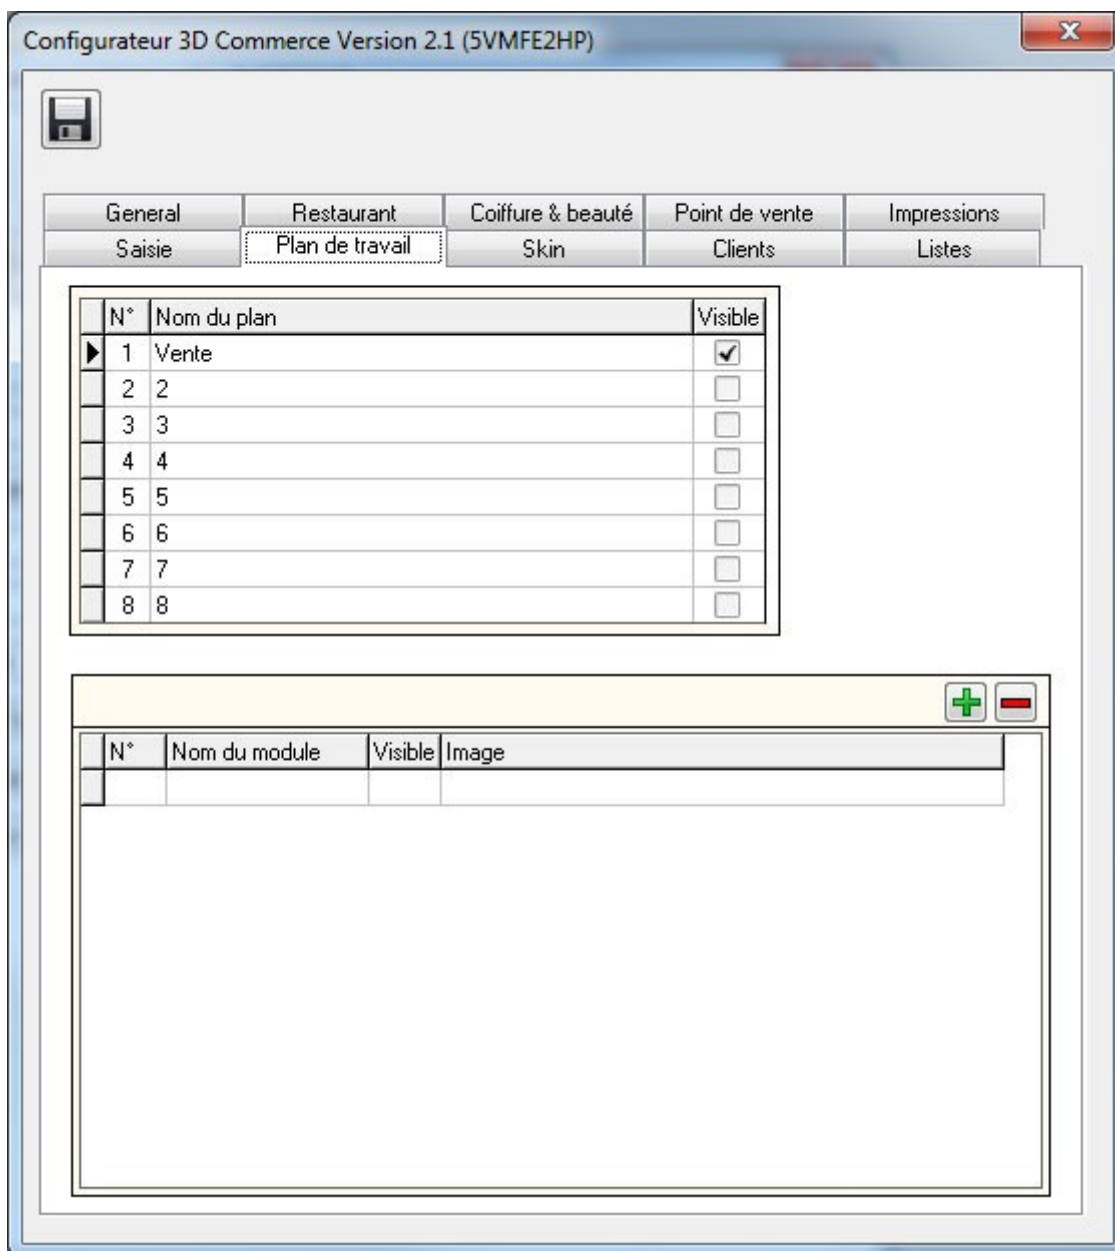 Configurateur 3D Commerce Version 2.1 (5VMFE2HP)
General Restaurant Coiffure & beauté Point de vente Impressions
Saisie Plan de travail Skin Clients Listes
N° Nom du plan Visible
1 Vente
2 2
3 3
4 4
5 5
6 6
7 7
8 8
N° Nom du module Visible Image